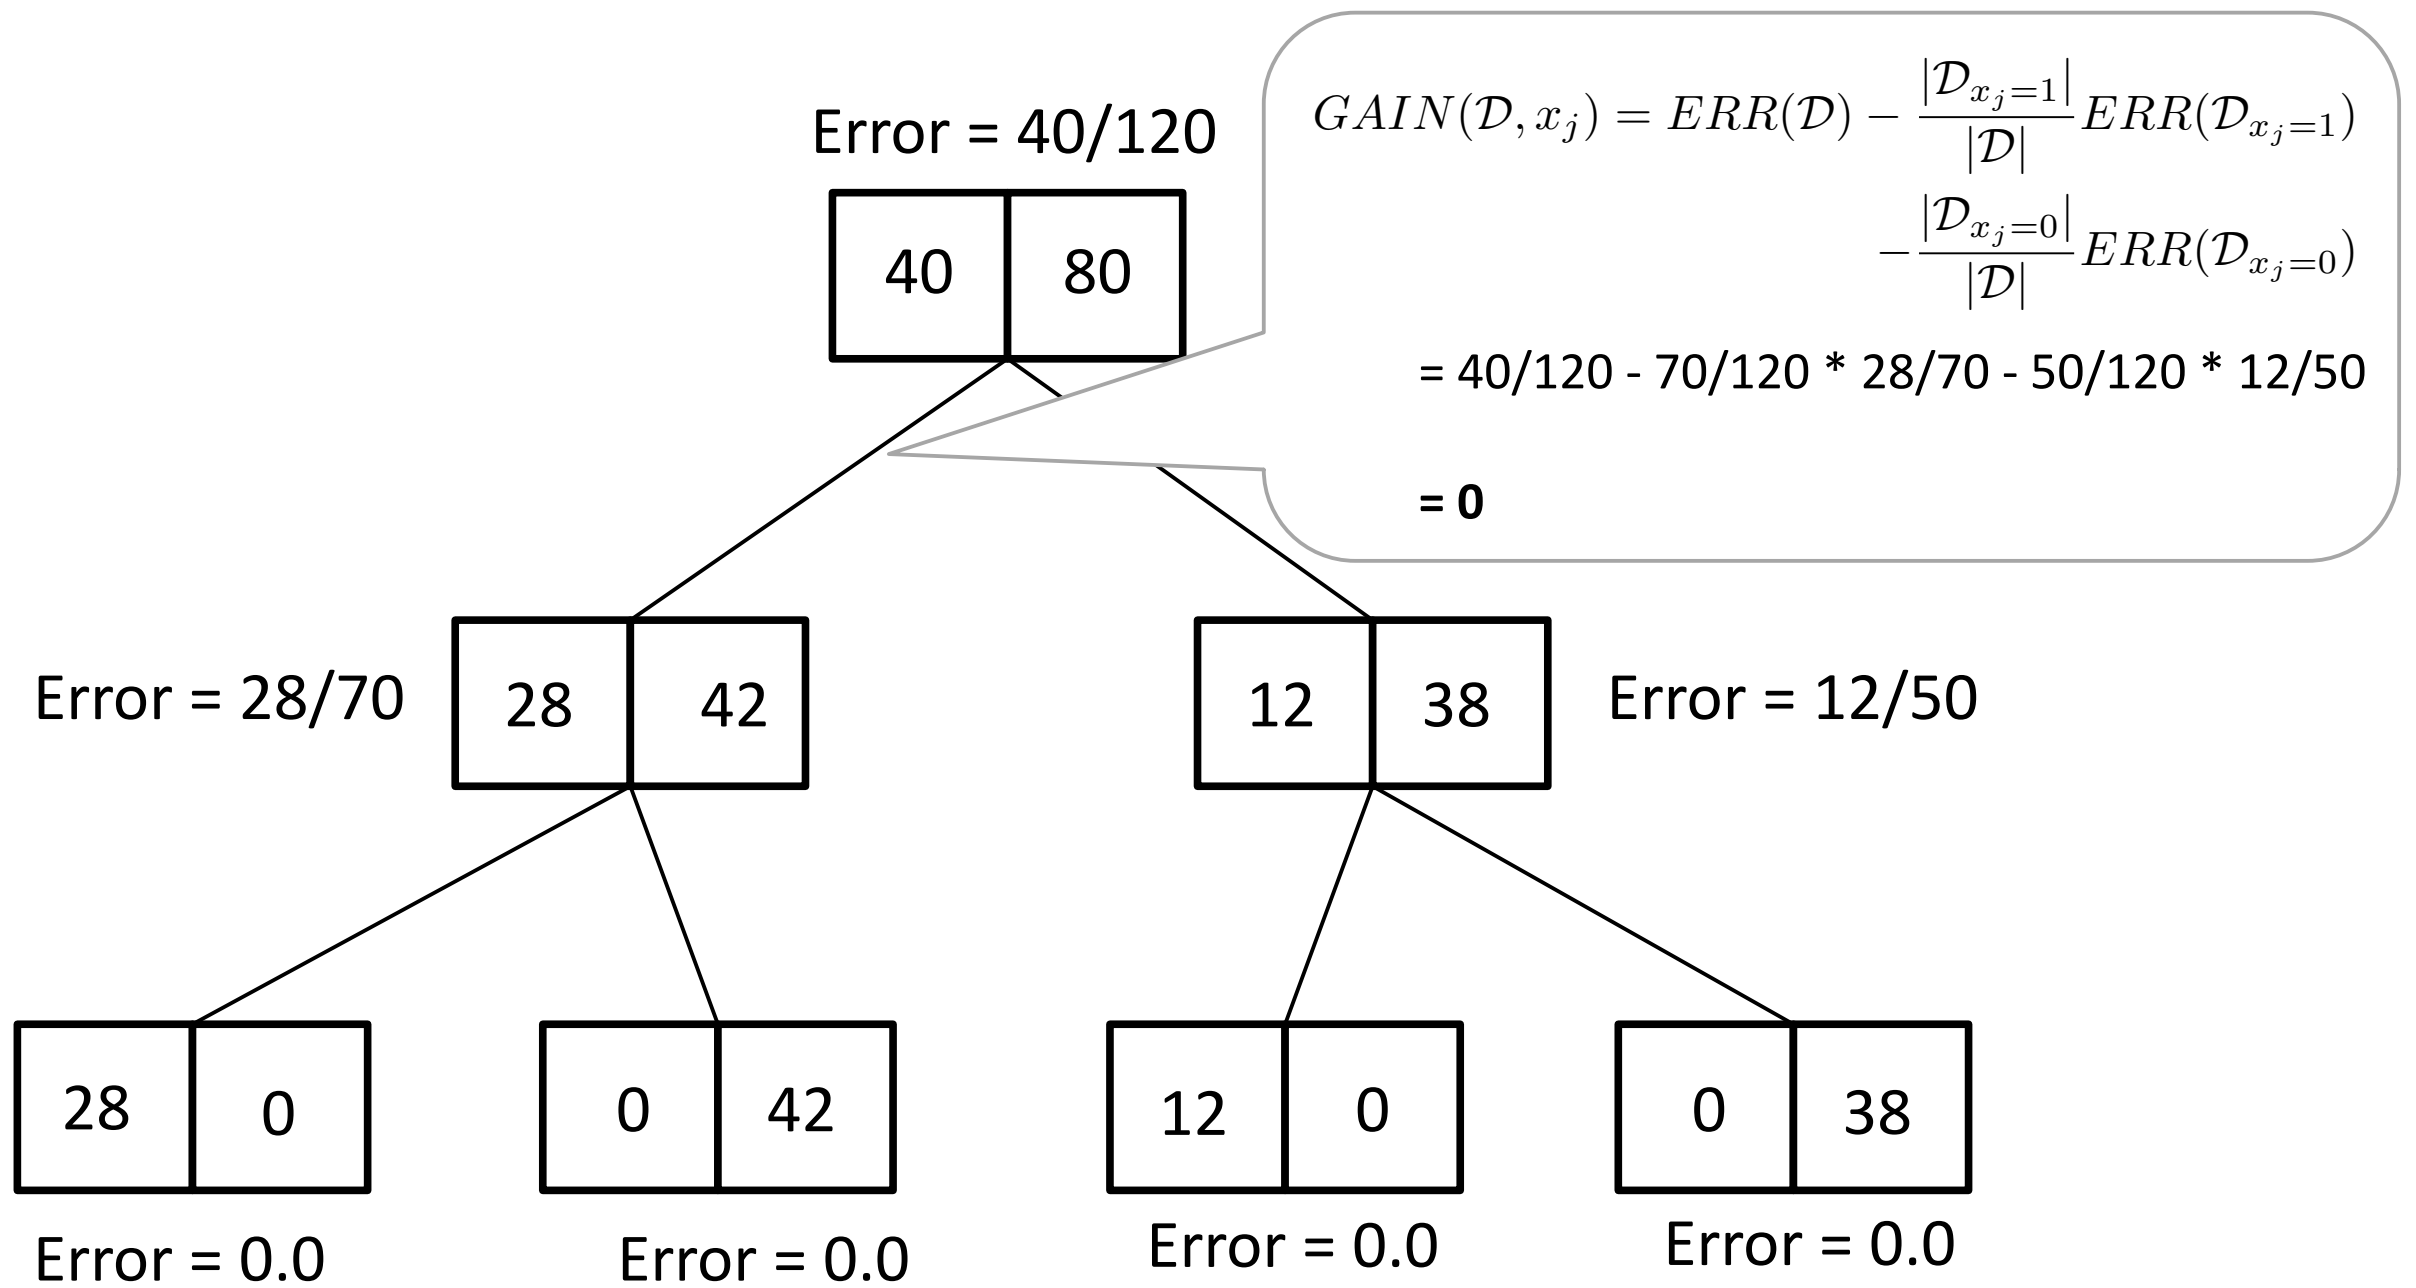 Error = 40/120
GAIN(𝒟, x_j) = ERR(𝒟) − |𝒟_{x_j=1}|/|𝒟| ERR(𝒟_{x_j=1})
− |𝒟_{x_j=0}|/|𝒟| ERR(𝒟_{x_j=0})
= 40/120 - 70/120 * 28/70 - 50/120 * 12/50
= 0
40 80
Error = 28/70
28 42
12 38
Error = 12/50
28 0
0 42
12 0
0 38
Error = 0.0
Error = 0.0
Error = 0.0
Error = 0.0